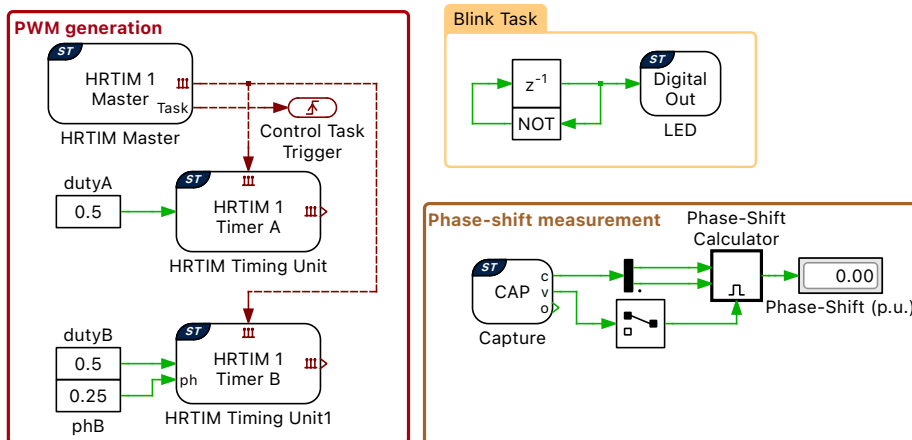 PWM generation
ST
HRTIM 1
Master
Task
HRTIM Master
Control Task
Trigger
dutyA
0.5
ST
HRTIM 1
Timer A
HRTIM Timing Unit
dutyB
0.5
0.25
phB
ST
HRTIM 1
Timer B
ph
HRTIM Timing Unit1
Blink Task
z⁻¹
NOT
ST
Digital
Out
LED
Phase-shift measurement
Phase-Shift
Calculator
ST
CAP
c
v
o
Capture
0.00
Phase-Shift (p.u.)